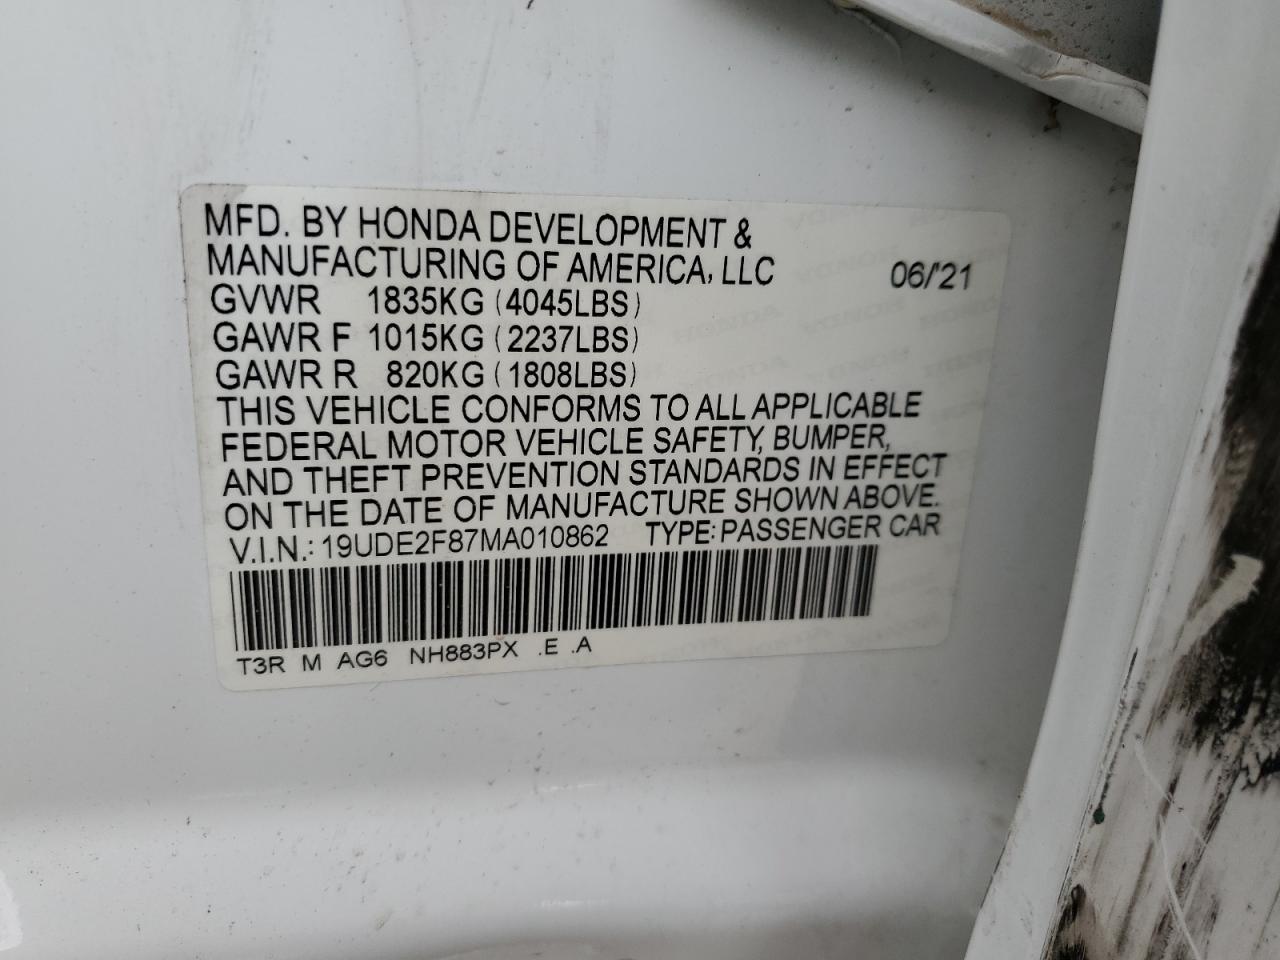 MFD. BY HONDA DEVELOPMENT &
MANUFACTURING OF AMERICA, LLC 06/'21
GVWR 1835KG (4045LBS)
GAWR F 1015KG (2237LBS)
GAWR R 820KG (1808LBS)
THIS VEHICLE CONFORMS TO ALL APPLICABLE
FEDERAL MOTOR VEHICLE SAFETY, BUMPER,
AND THEFT PREVENTION STANDARDS IN EFFECT
ON THE DATE OF MANUFACTURE SHOWN ABOVE.
V.I.N.: 19UDE2F87MA010862 TYPE: PASSENGER CAR
T3R M AG6 NH883PX .E .A